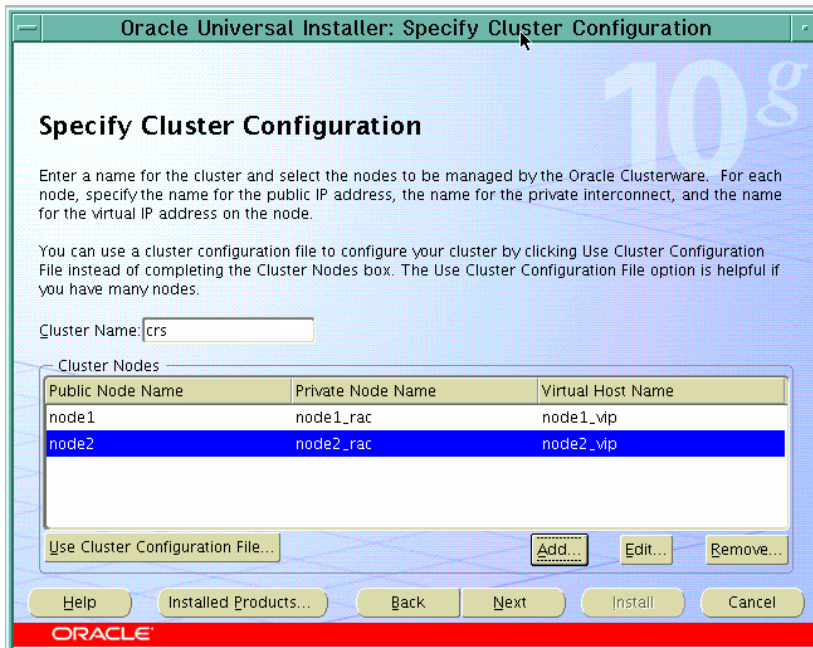 Oracle Universal Installer: Specify Cluster Configuration
10g
Specify Cluster Configuration
Enter a name for the cluster and select the nodes to be managed by the Oracle Clusterware. For each
node, specify the name for the public IP address, the name for the private interconnect, and the name
for the virtual IP address on the node.
You can use a cluster configuration file to configure your cluster by clicking Use Cluster Configuration
File instead of completing the Cluster Nodes box. The Use Cluster Configuration File option is helpful if
you have many nodes.
Cluster Name: crs
Cluster Nodes
Public Node Name Private Node Name Virtual Host Name
node1 node1_rac node1_vip
node2 node2_rac node2_vip
Use Cluster Configuration File... Add... Edit... Remove...
Help Installed Products... Back Next Install Cancel
ORACLE